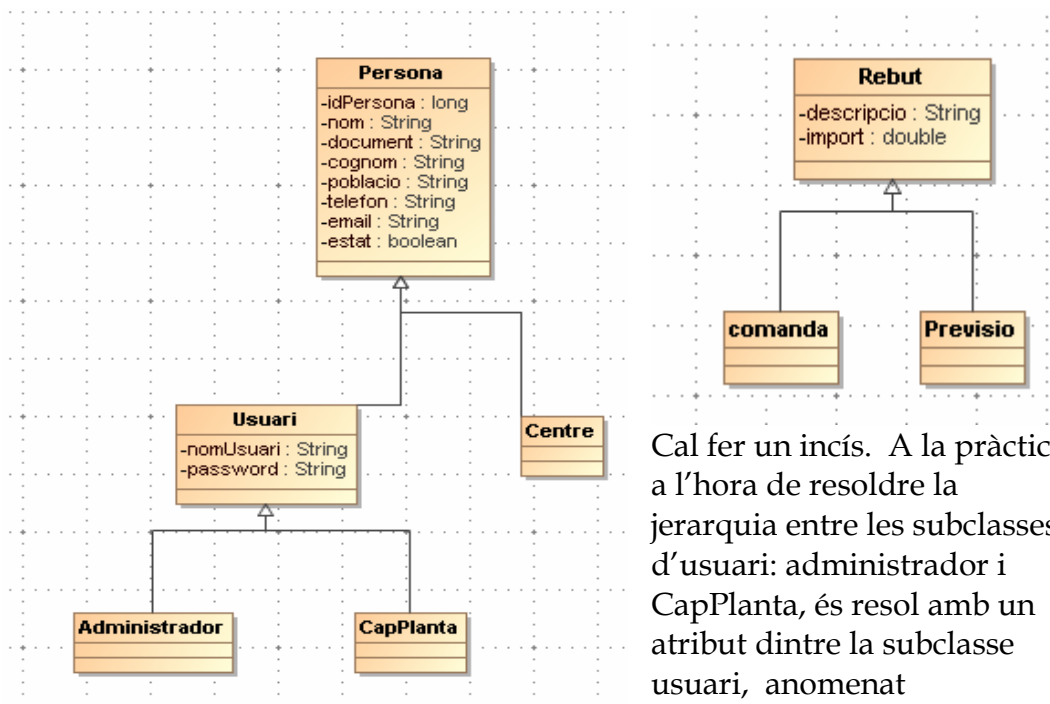 Persona
-idPersona : long
-nom : String
-document : String
-cognom : String
-poblacio : String
-telefon : String
-email : String
-estat : boolean
Usuari
-nomUsuari : String
-password : String
Centre
Administrador
CapPlanta
Rebut
-descripcio : String
-import : double
comanda
Previsio
Cal fer un incís. A la pràctic
a l’hora de resoldre la
jerarquia entre les subclasses
d’usuari: administrador i
CapPlanta, és resol amb un
atribut dintre la subclasse
usuari, anomenat